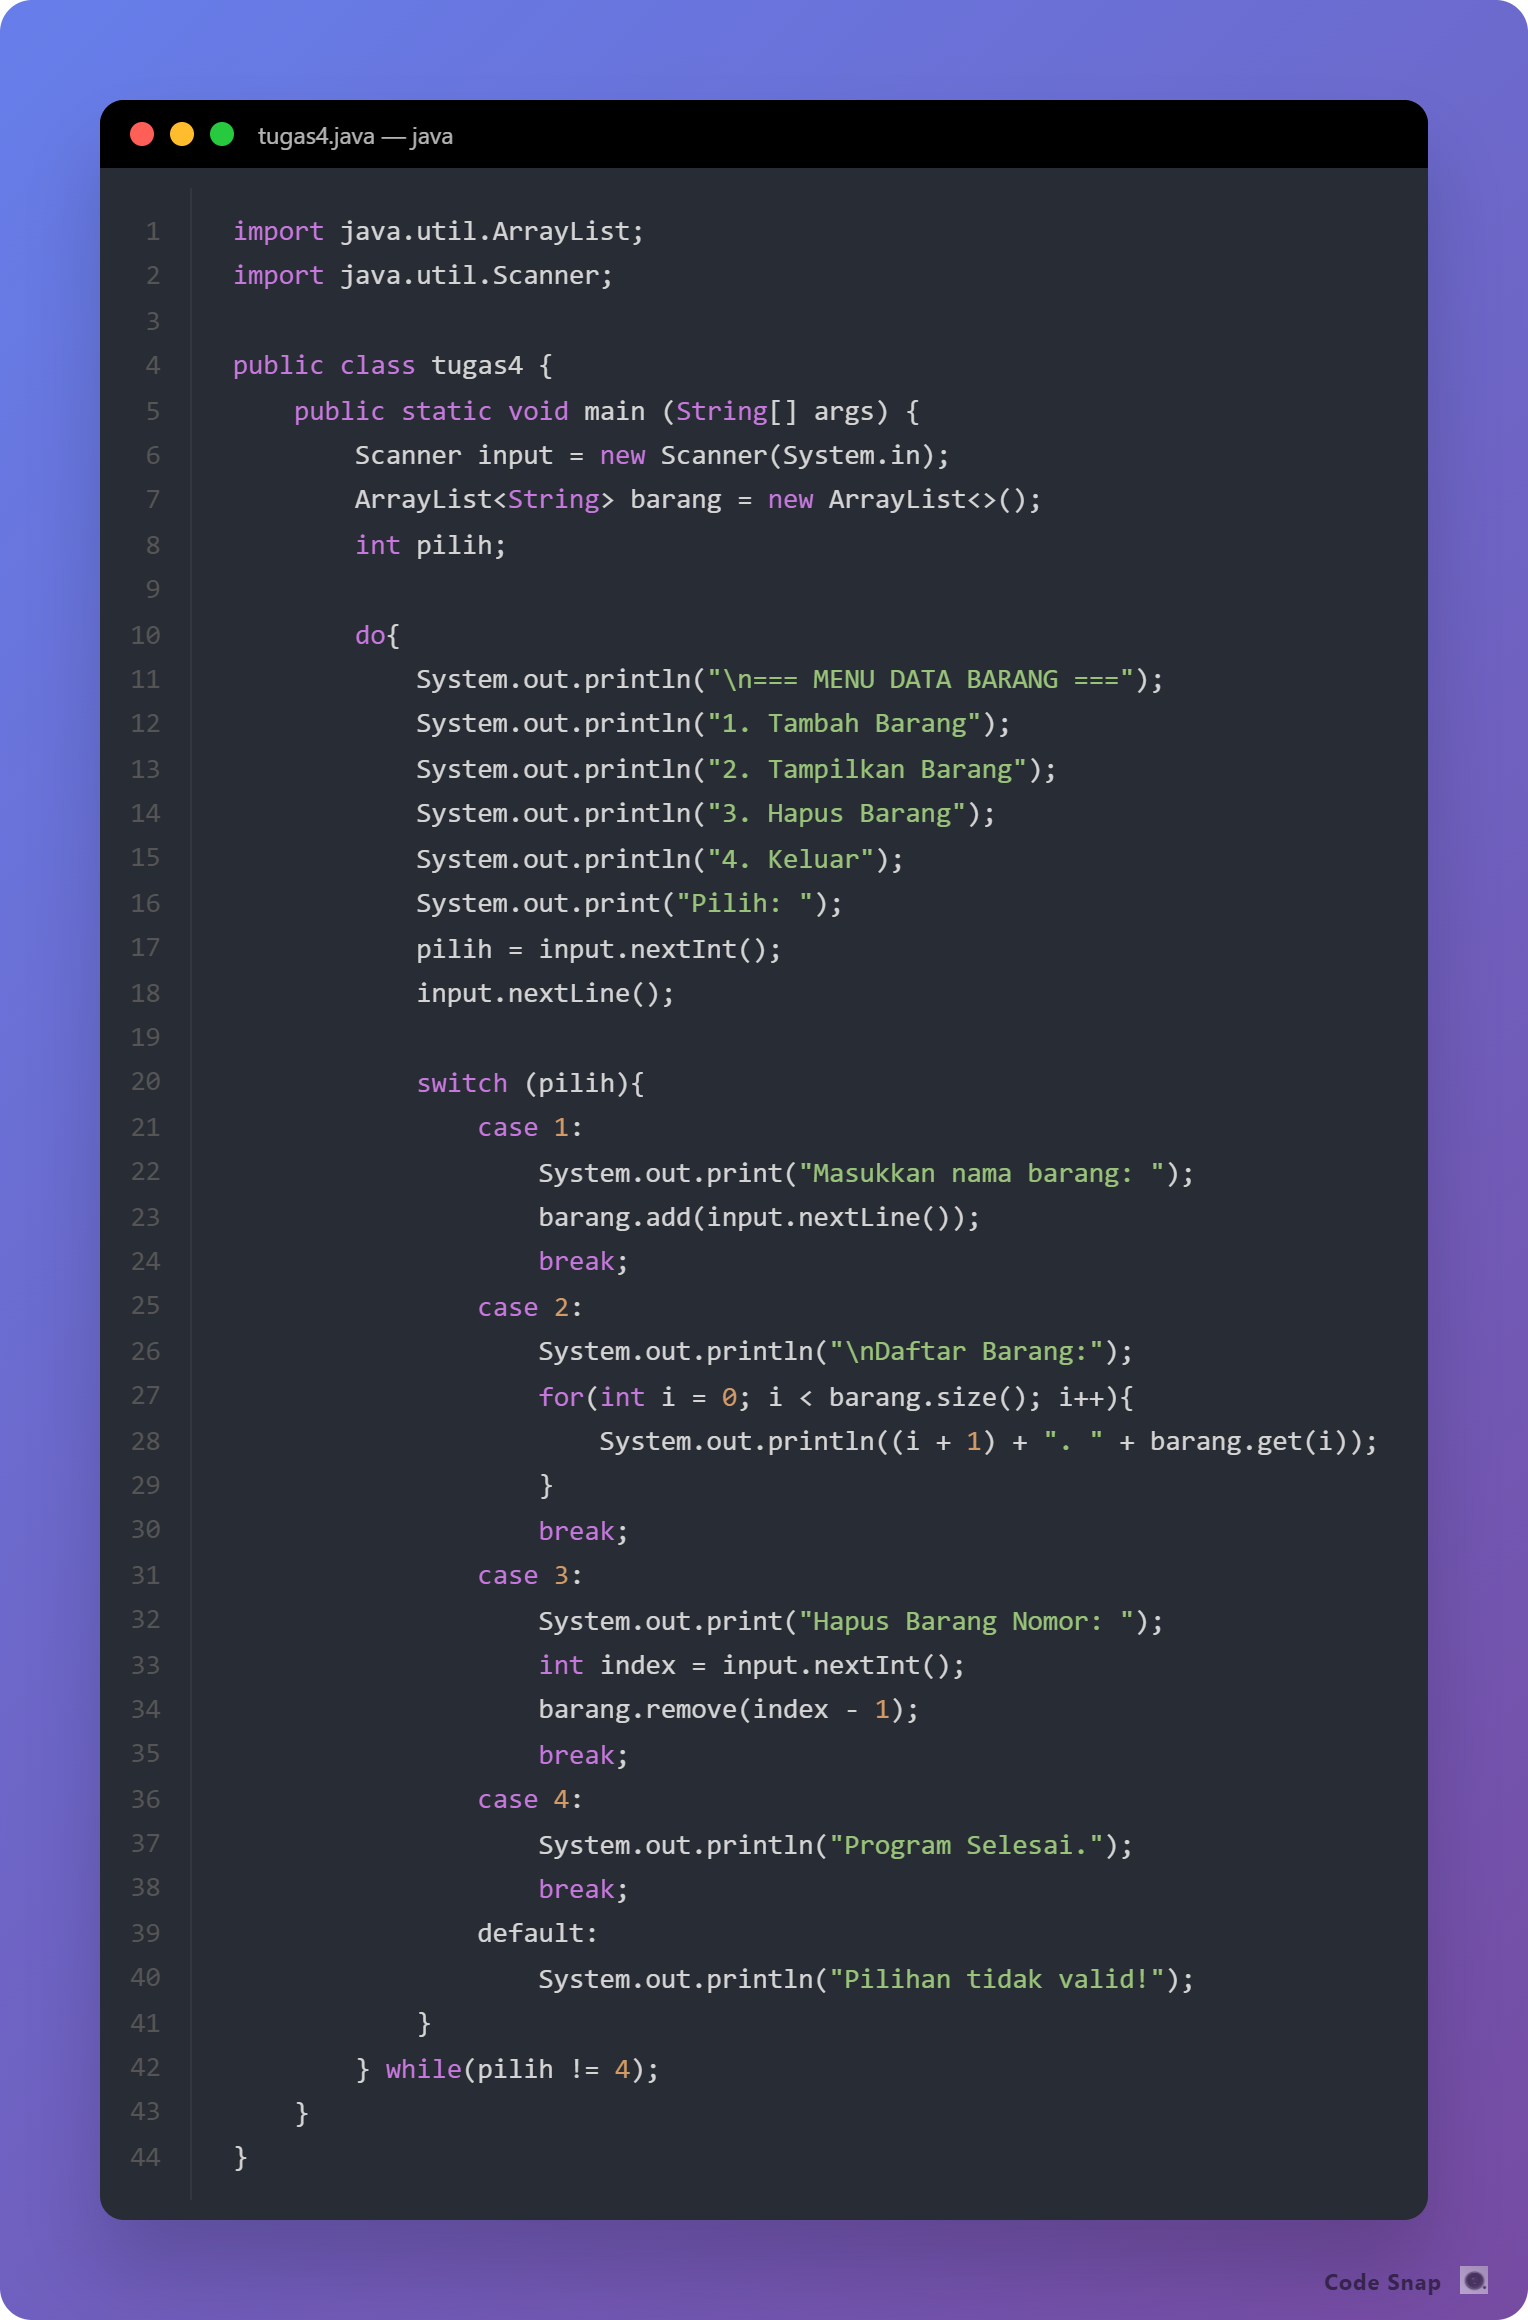 tugas4.java — java
1 import java.util.ArrayList;
2 import java.util.Scanner;
3
4 public class tugas4 {
5     public static void main (String[] args) {
6         Scanner input = new Scanner(System.in);
7         ArrayList<String> barang = new ArrayList<>();
8         int pilih;
9
10         do{
11             System.out.println("\n=== MENU DATA BARANG ===");
12             System.out.println("1. Tambah Barang");
13             System.out.println("2. Tampilkan Barang");
14             System.out.println("3. Hapus Barang");
15             System.out.println("4. Keluar");
16             System.out.print("Pilih: ");
17             pilih = input.nextInt();
18             input.nextLine();
19
20             switch (pilih){
21                 case 1:
22                     System.out.print("Masukkan nama barang: ");
23                     barang.add(input.nextLine());
24                     break;
25                 case 2:
26                     System.out.println("\nDaftar Barang:");
27                     for(int i = 0; i < barang.size(); i++){
28                         System.out.println((i + 1) + ". " + barang.get(i));
29                     }
30                     break;
31                 case 3:
32                     System.out.print("Hapus Barang Nomor: ");
33                     int index = input.nextInt();
34                     barang.remove(index - 1);
35                     break;
36                 case 4:
37                     System.out.println("Program Selesai.");
38                     break;
39                 default:
40                     System.out.println("Pilihan tidak valid!");
41             }
42         } while(pilih != 4);
43     }
44 }
Code Snap